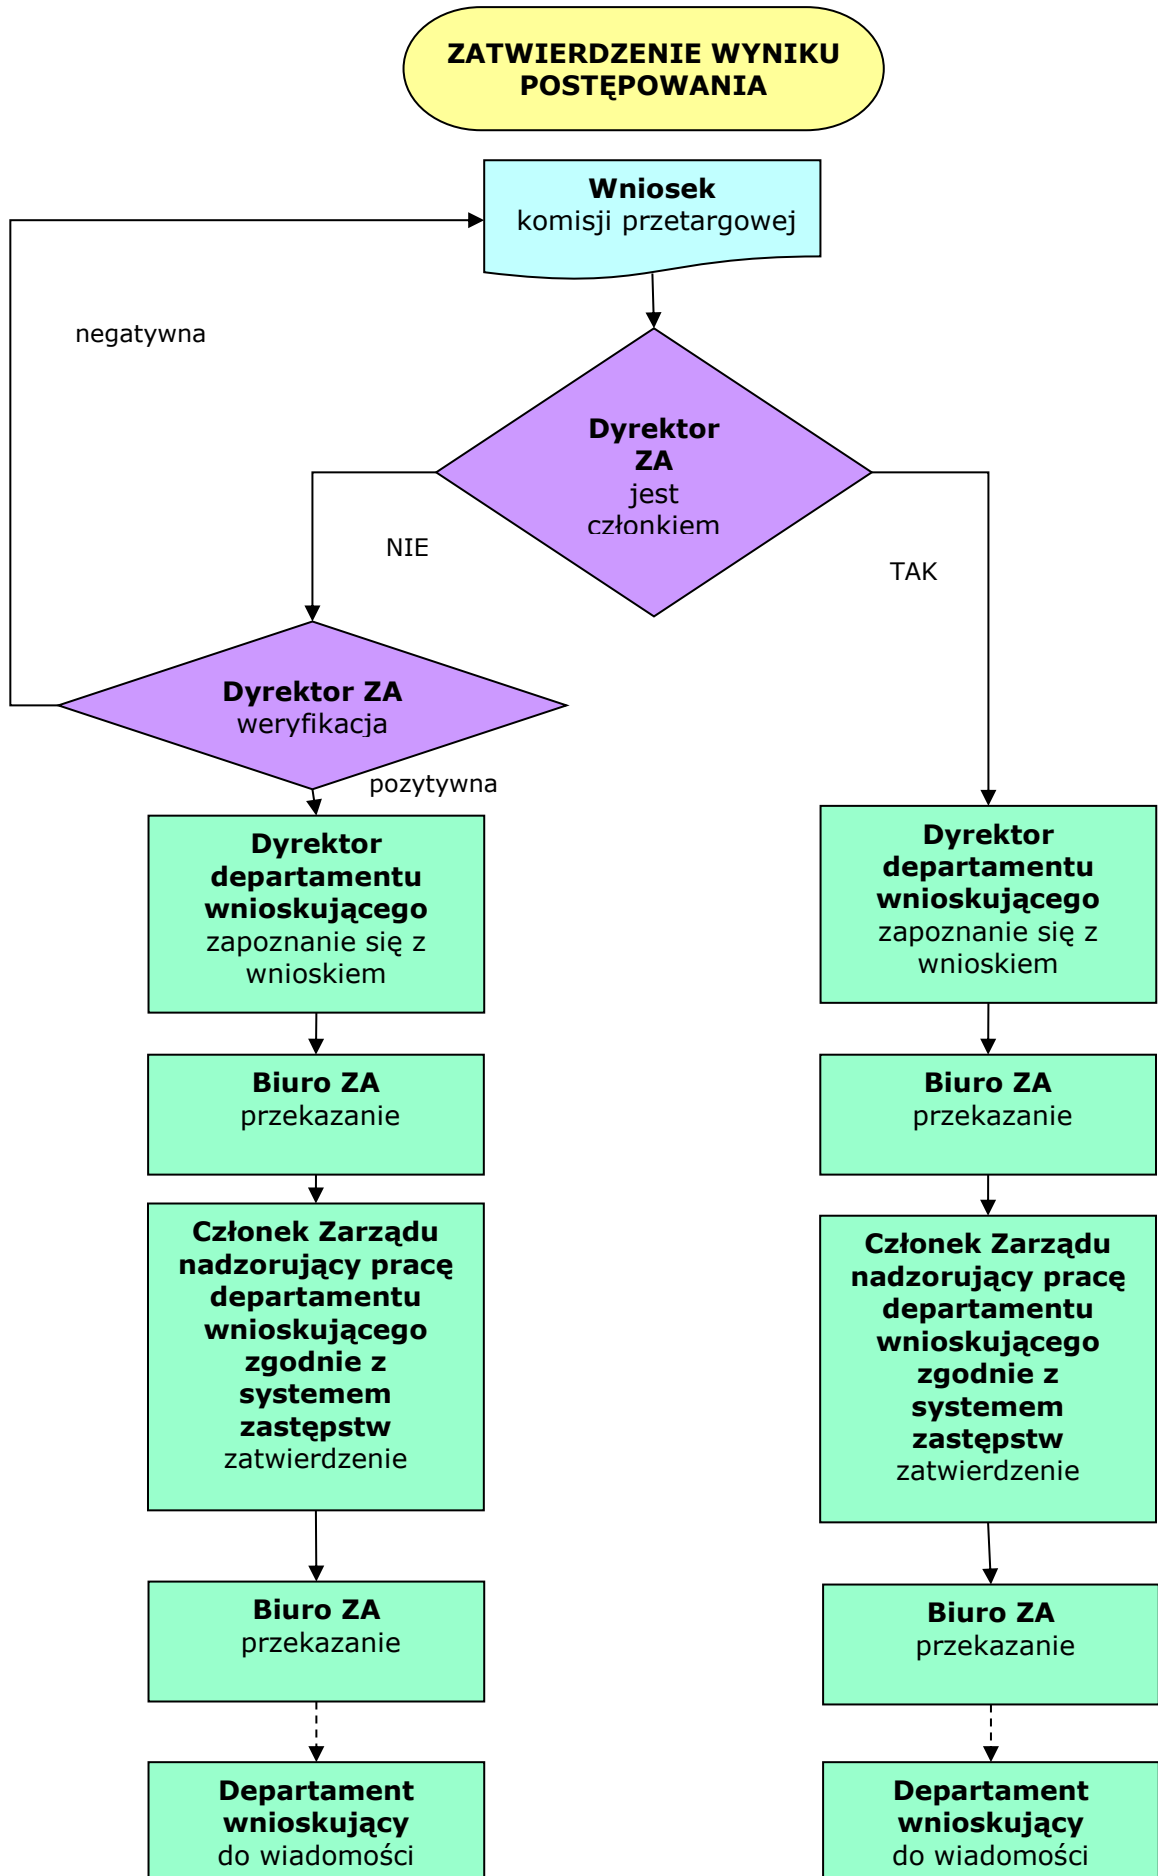 ZATWIERDZENIE WYNIKU
POSTĘPOWANIA
Wniosek
komisji przetargowej
negatywna
Dyrektor
ZA
jest
członkiem
NIE
TAK
Dyrektor ZA
weryfikacja
pozytywna
Dyrektor
departamentu
wnioskującego
zapoznanie się z
wnioskiem
Biuro ZA
przekazanie
Członek Zarządu
nadzorujący pracę
departamentu
wnioskującego
zgodnie z
systemem
zastępstw
zatwierdzenie
Biuro ZA
przekazanie
Departament
wnioskujący
do wiadomości
Dyrektor
departamentu
wnioskującego
zapoznanie się z
wnioskiem
Biuro ZA
przekazanie
Członek Zarządu
nadzorujący pracę
departamentu
wnioskującego
zgodnie z
systemem
zastępstw
zatwierdzenie
Biuro ZA
przekazanie
Departament
wnioskujący
do wiadomości